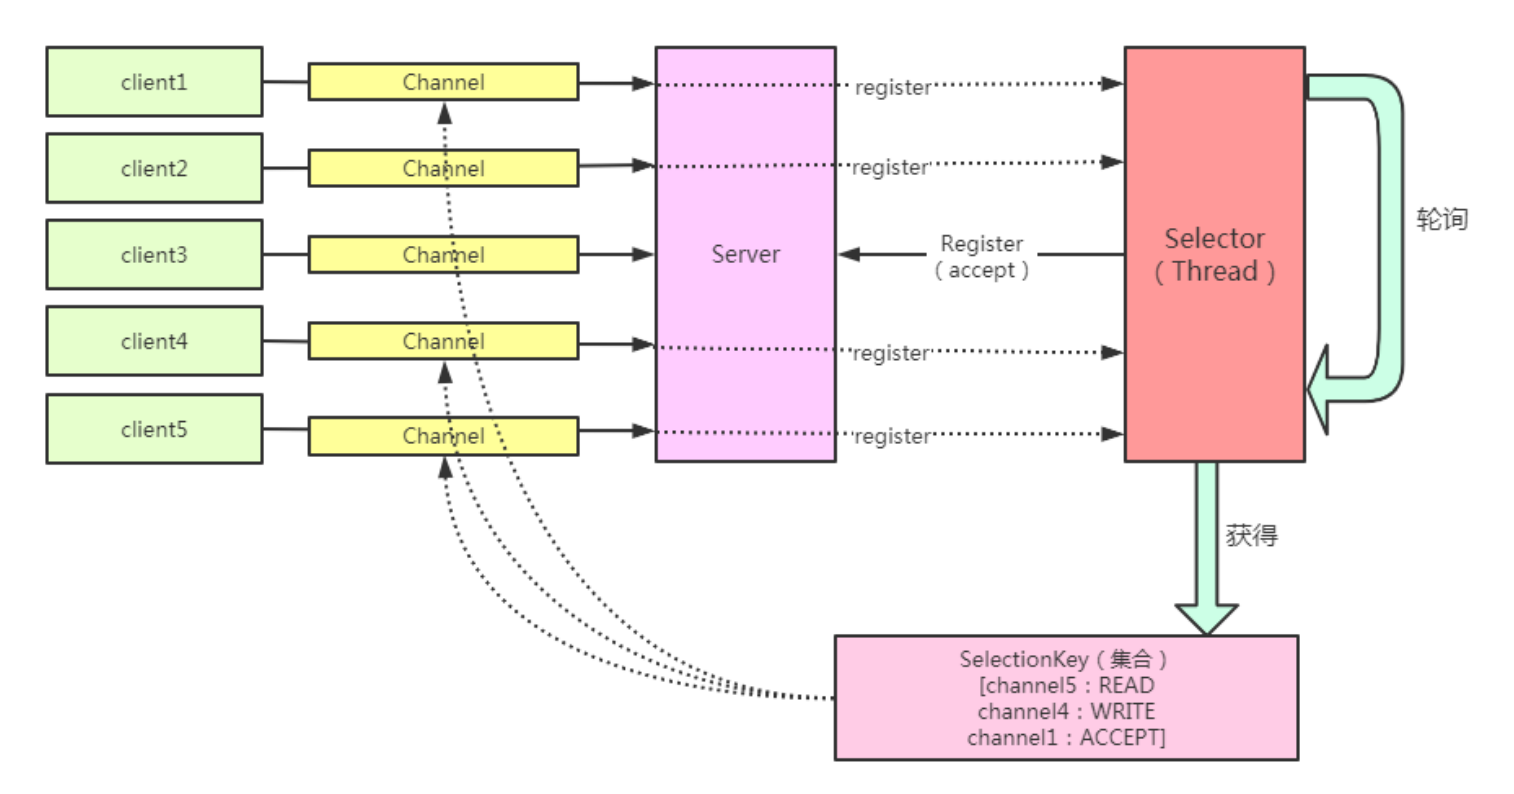 client1
Channel
register
client2
Channel
register
client3
Channel
Server
Register
（accept）
Selector
（Thread）
轮询
client4
Channel
register
client5
Channel
register
获得
SelectionKey（集合）
[channel5：READ
channel4：WRITE
channel1：ACCEPT]